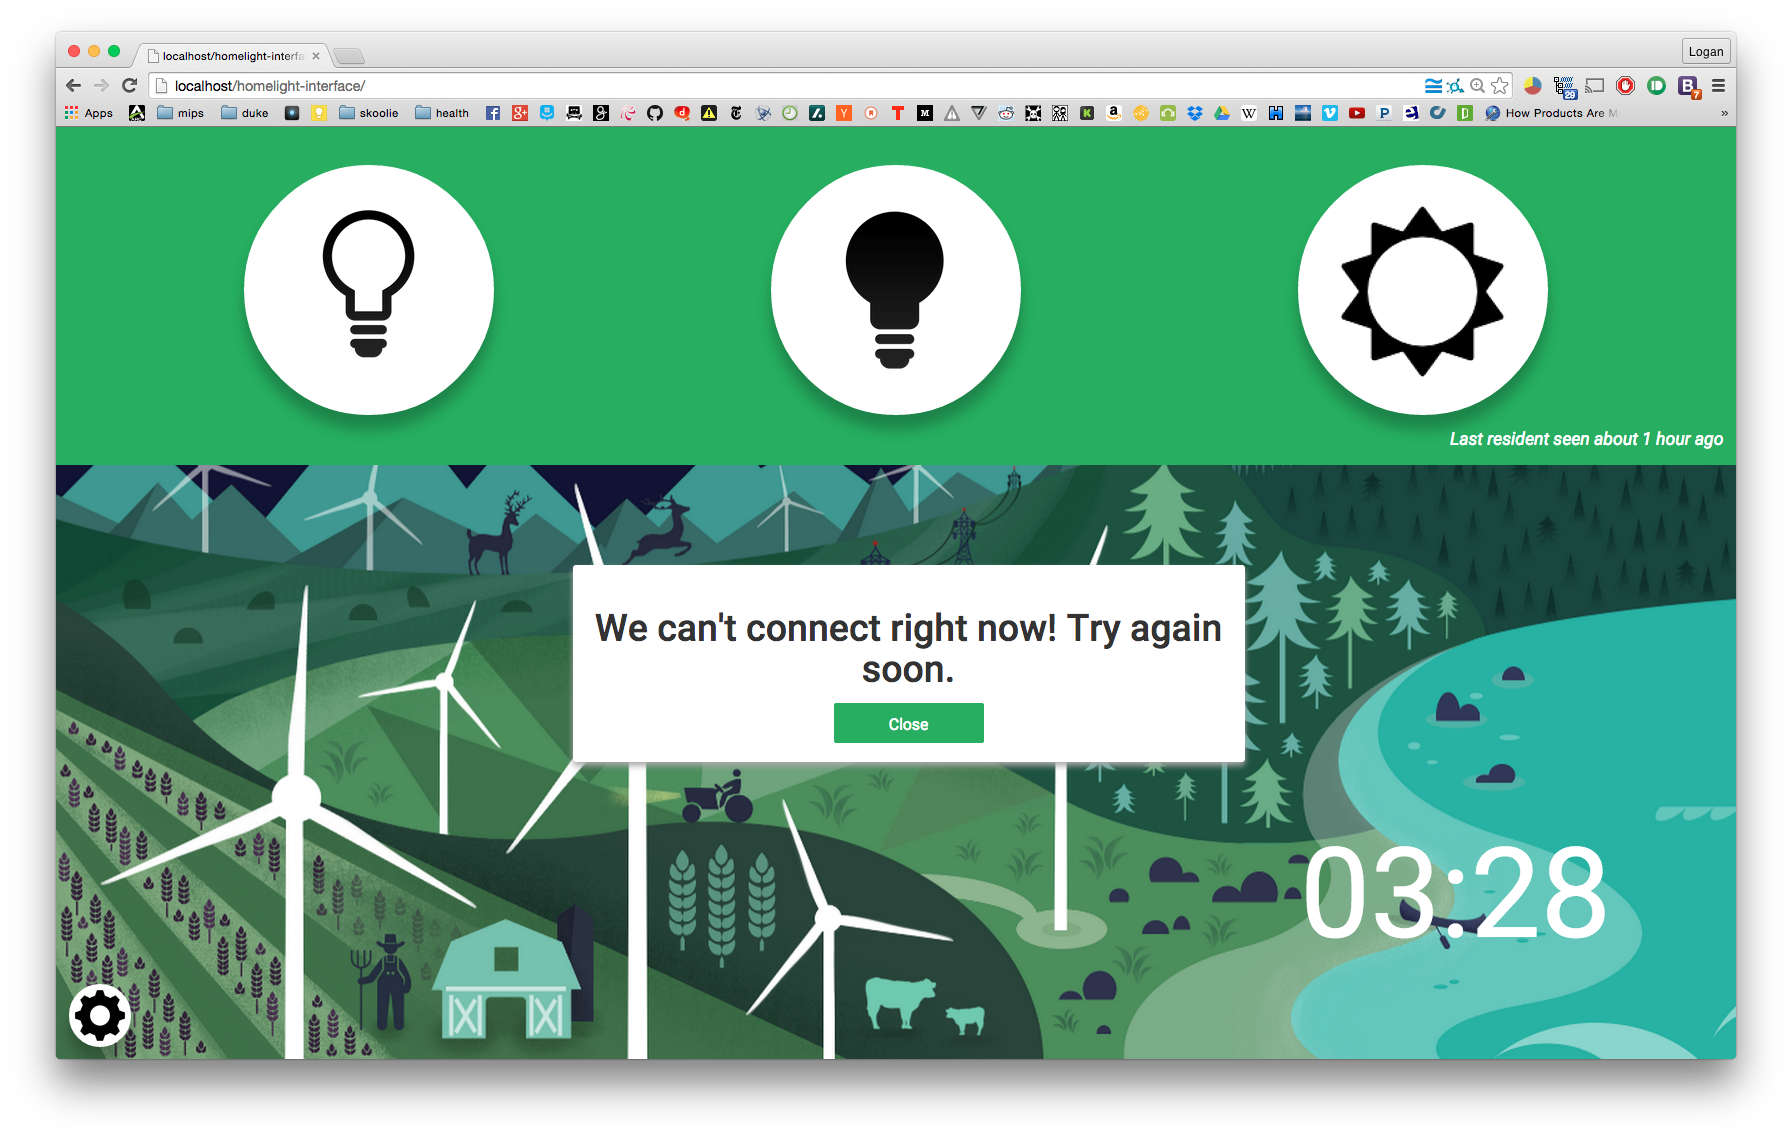 localhost/homelight-interfa
Logan
localhost/homelight-interface/
Apps
mips
duke
skoolie
health
How Products Are M
»
Last resident seen about 1 hour ago
We can't connect right now! Try again
soon.
Close
03:28